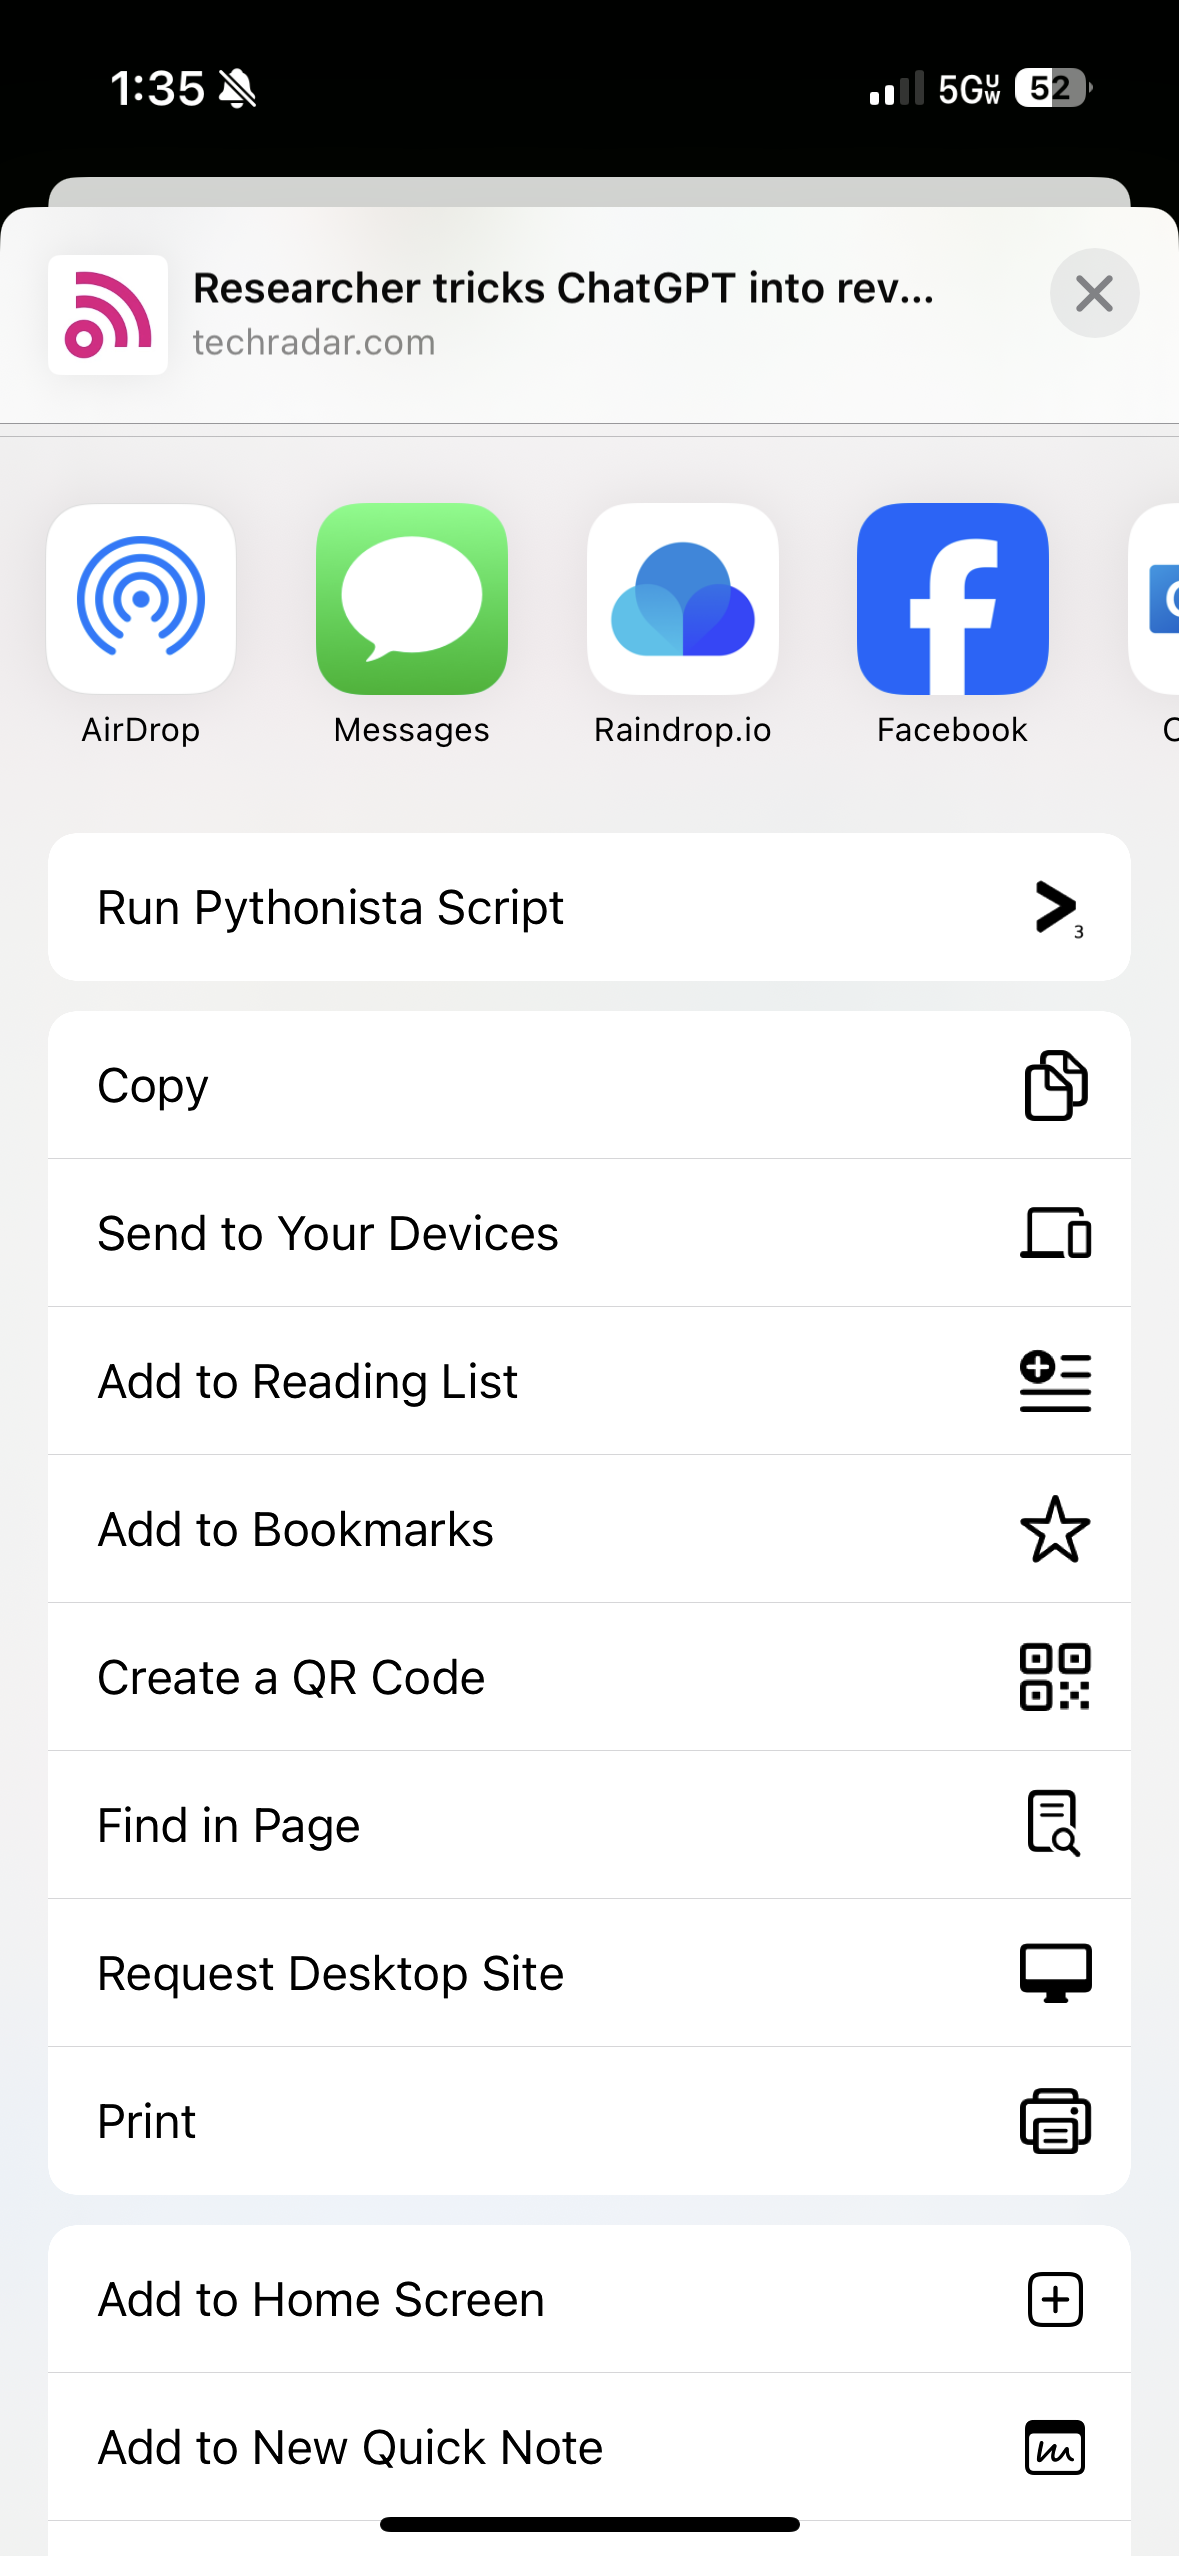 1:35
5G UW
52
Researcher tricks ChatGPT into rev...
techradar.com
AirDrop
Messages
Raindrop.io
Facebook
Run Pythonista Script
3
Copy
Send to Your Devices
Add to Reading List
Add to Bookmarks
Create a QR Code
Find in Page
Request Desktop Site
Print
Add to Home Screen
Add to New Quick Note